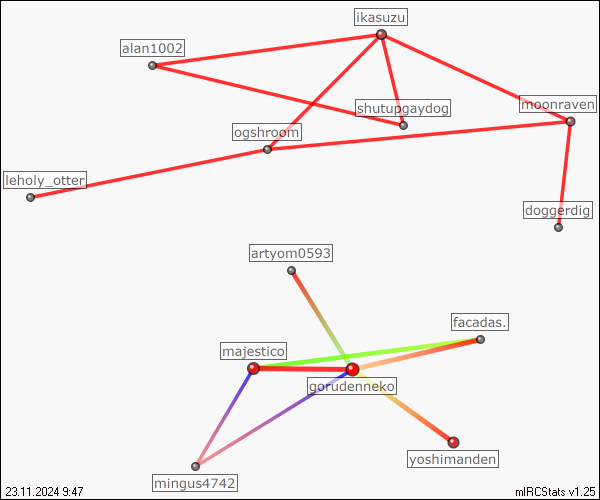 ikasuzu
alan1002
shutupgaydog
moonraven
ogshroom
leholy_otter
doggerdig
artyom0593
facadas.
majestico
gorudenneko
yoshimanden
mingus4742
23.11.2024 9:47
mIRCStats v1.25